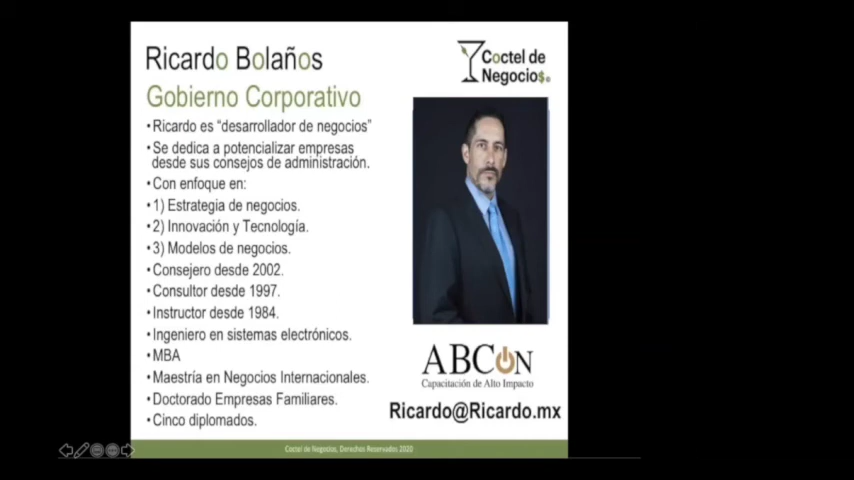 Ricardo Bolaños
Coctel de
Negocio$.©
Gobierno Corporativo
•Ricardo es “desarrollador de negocios”
•Se dedica a potencializar empresas
desde sus consejos de administración.
•Con enfoque en:
•1) Estrategia de negocios.
•2) Innovación y Tecnología.
•3) Modelos de negocios.
•Consejero desde 2002.
•Consultor desde 1997.
•Instructor desde 1984.
•Ingeniero en sistemas electrónicos.
•MBA
•Maestría en Negocios Internacionales.
•Doctorado Empresas Familiares.
•Cinco diplomados.
ABCON
Capacitación de Alto Impacto
Ricardo@Ricardo.mx
Coctel de Negocios, Derechos Reservados 2020